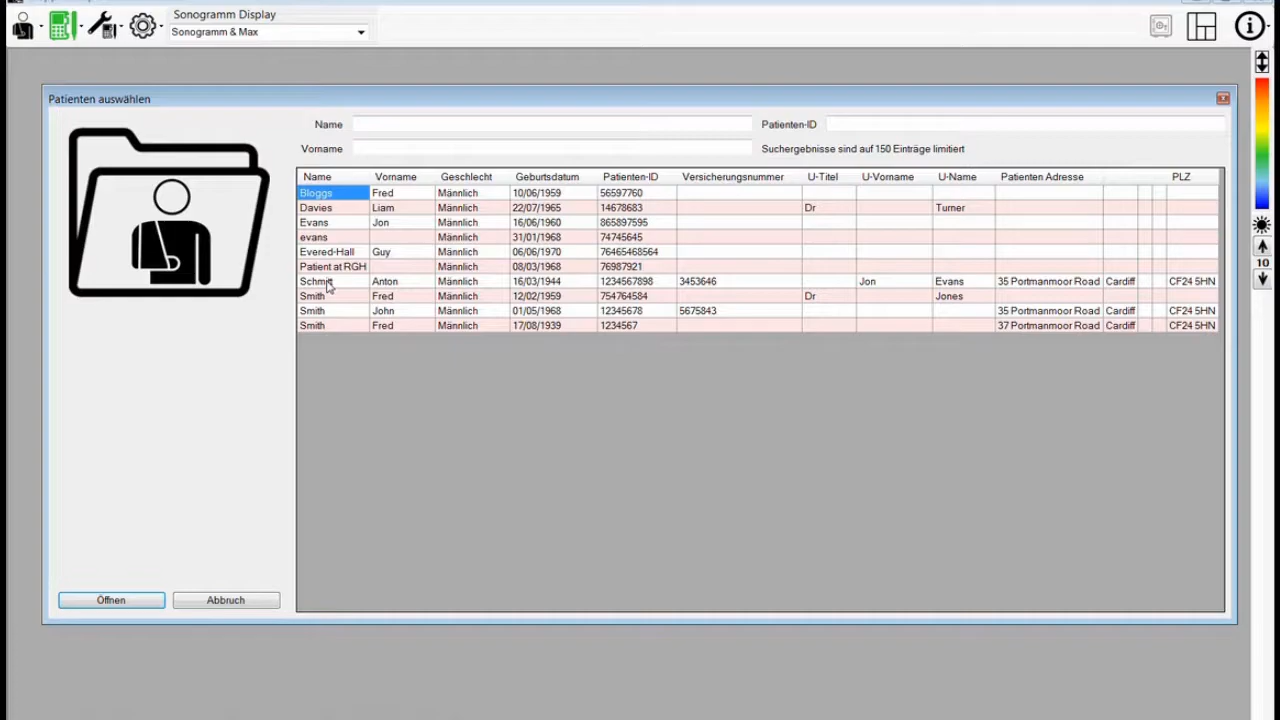 Sonogramm Display
Sonogramm & Max
Patienten auswählen
Name Patienten-ID
Vorname Suchergebnisse sind auf 150 Einträge limitiert
Name Vorname Geschlecht Geburtsdatum Patienten-ID Versicherungsnummer U-Titel U-Vorname U-Name Patienten Adresse PLZ
Bloggs Fred Männlich 10/06/1959 56597760
Davies Liam Männlich 22/07/1965 14678683 Dr Turner
Evans Jon Männlich 16/06/1960 865897595
evans Männlich 31/01/1968 74745645
Evered-Hall Guy Männlich 06/06/1970 76465468564
Patient at RGH Männlich 08/03/1968 76987921
Schmitt Anton Männlich 16/03/1944 1234567898 3453646 Jon Evans 35 Portmanmoor Road Cardiff CF24 5HN
Smith Fred Männlich 12/02/1959 754764584 Dr Jones
Smith John Männlich 01/05/1968 12345678 5675843 35 Portmanmoor Road Cardiff CF24 5HN
Smith Fred Männlich 17/08/1939 1234567 37 Portmanmoor Road Cardiff CF24 5HN
Öffnen Abbruch
10